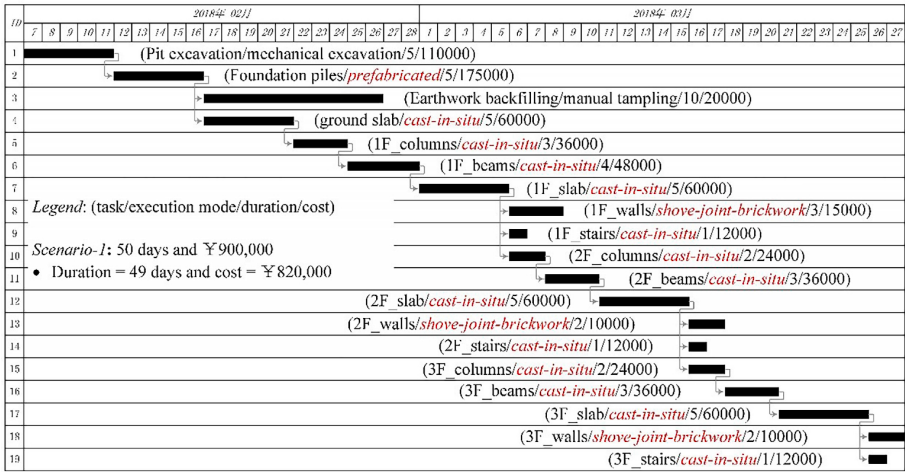 ID 2018年 02月 2018年 03月
7 8 9 10 11 12 13 14 15 16 17 18 19 20 21 22 23 24 25 26 27 28 1 2 3 4 5 6 7 8 9 10 11 12 13 14 15 16 17 18 19 20 21 22 23 24 25 26 27
1 (Pit excavation/mechanical excavation/5/110000)
2 (Foundation piles/prefabricated/5/175000)
3 (Earthwork backfilling/manual tampling/10/20000)
4 (ground slab/cast-in-situ/5/60000)
5 (1F_columns/cast-in-situ/3/36000)
6 (1F_beams/cast-in-situ/4/48000)
7 (1F_slab/cast-in-situ/5/60000)
Legend: (task/execution mode/duration/cost)
8 (1F_walls/shove-joint-brickwork/3/15000)
9 (1F_stairs/cast-in-situ/1/12000)
Scenario-1: 50 days and ￥900,000
10 (2F_columns/cast-in-situ/2/24000)
• Duration = 49 days and cost = ￥820,000
11 (2F_beams/cast-in-situ/3/36000)
12 (2F_slab/cast-in-situ/5/60000)
13 (2F_walls/shove-joint-brickwork/2/10000)
14 (2F_stairs/cast-in-situ/1/12000)
15 (3F_columns/cast-in-situ/2/24000)
16 (3F_beams/cast-in-situ/3/36000)
17 (3F_slab/cast-in-situ/5/60000)
18 (3F_walls/shove-joint-brickwork/2/10000)
19 (3F_stairs/cast-in-situ/1/12000)